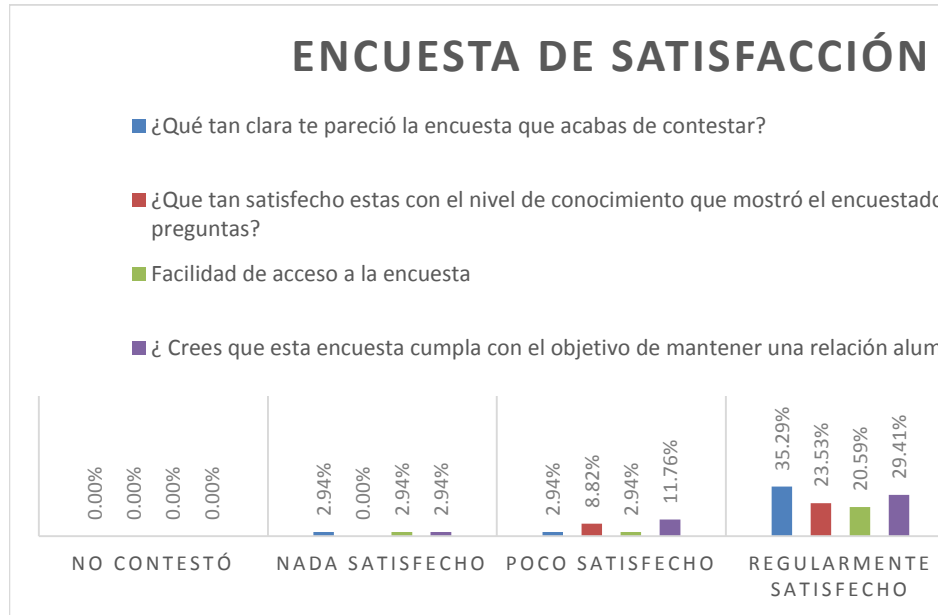 ENCUESTA DE SATISFACCIÓN
¿Qué tan clara te pareció la encuesta que acabas de contestar?
¿Que tan satisfecho estas con el nivel de conocimiento que mostró el encuestado
preguntas?
Facilidad de acceso a la encuesta
¿ Crees que esta encuesta cumpla con el objetivo de mantener una relación alum
0.00% 0.00% 0.00% 0.00% 2.94% 0.00% 2.94% 2.94% 2.94% 8.82% 2.94% 11.76% 35.29% 23.53% 20.59% 29.41%
NO CONTESTÓ NADA SATISFECHO POCO SATISFECHO REGULARMENTE
SATISFECHO